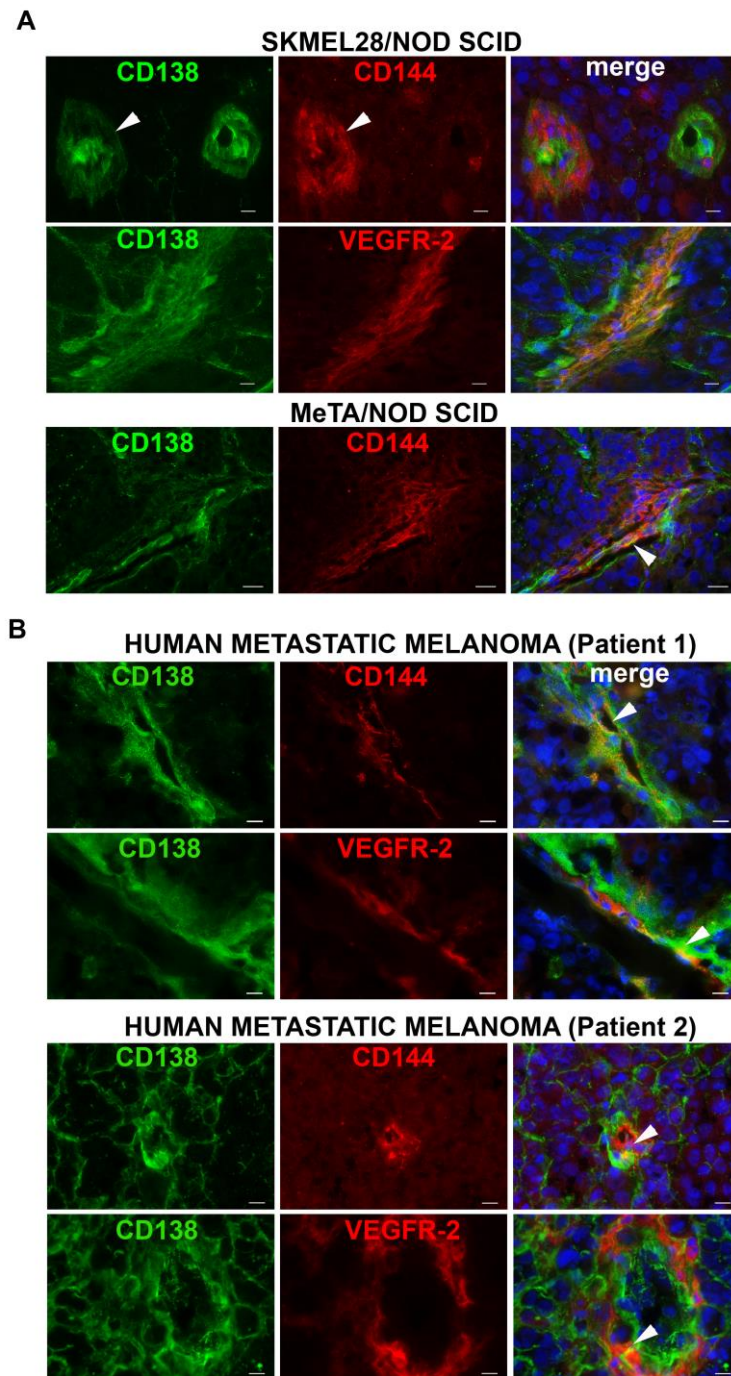 A
SKMEL28/NOD SCID
CD138 CD144 merge
CD138 VEGFR-2
MeTA/NOD SCID
CD138 CD144
B
HUMAN METASTATIC MELANOMA (Patient 1)
CD138 CD144 merge
CD138 VEGFR-2
HUMAN METASTATIC MELANOMA (Patient 2)
CD138 CD144
CD138 VEGFR-2